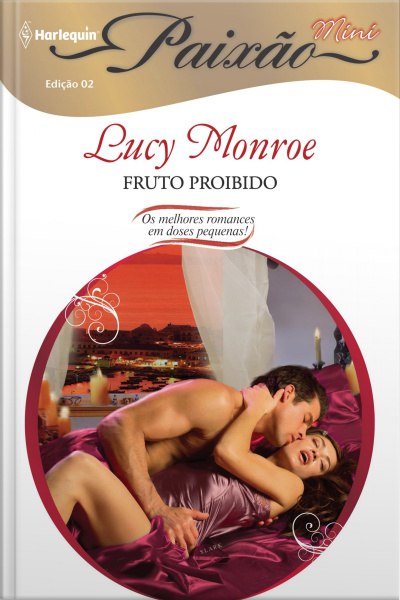 Harlequin
Paixão
Mini
Edição 02
Lucy Monroe
FRUTO PROIBIDO
Os melhores romances
em doses pequenas!